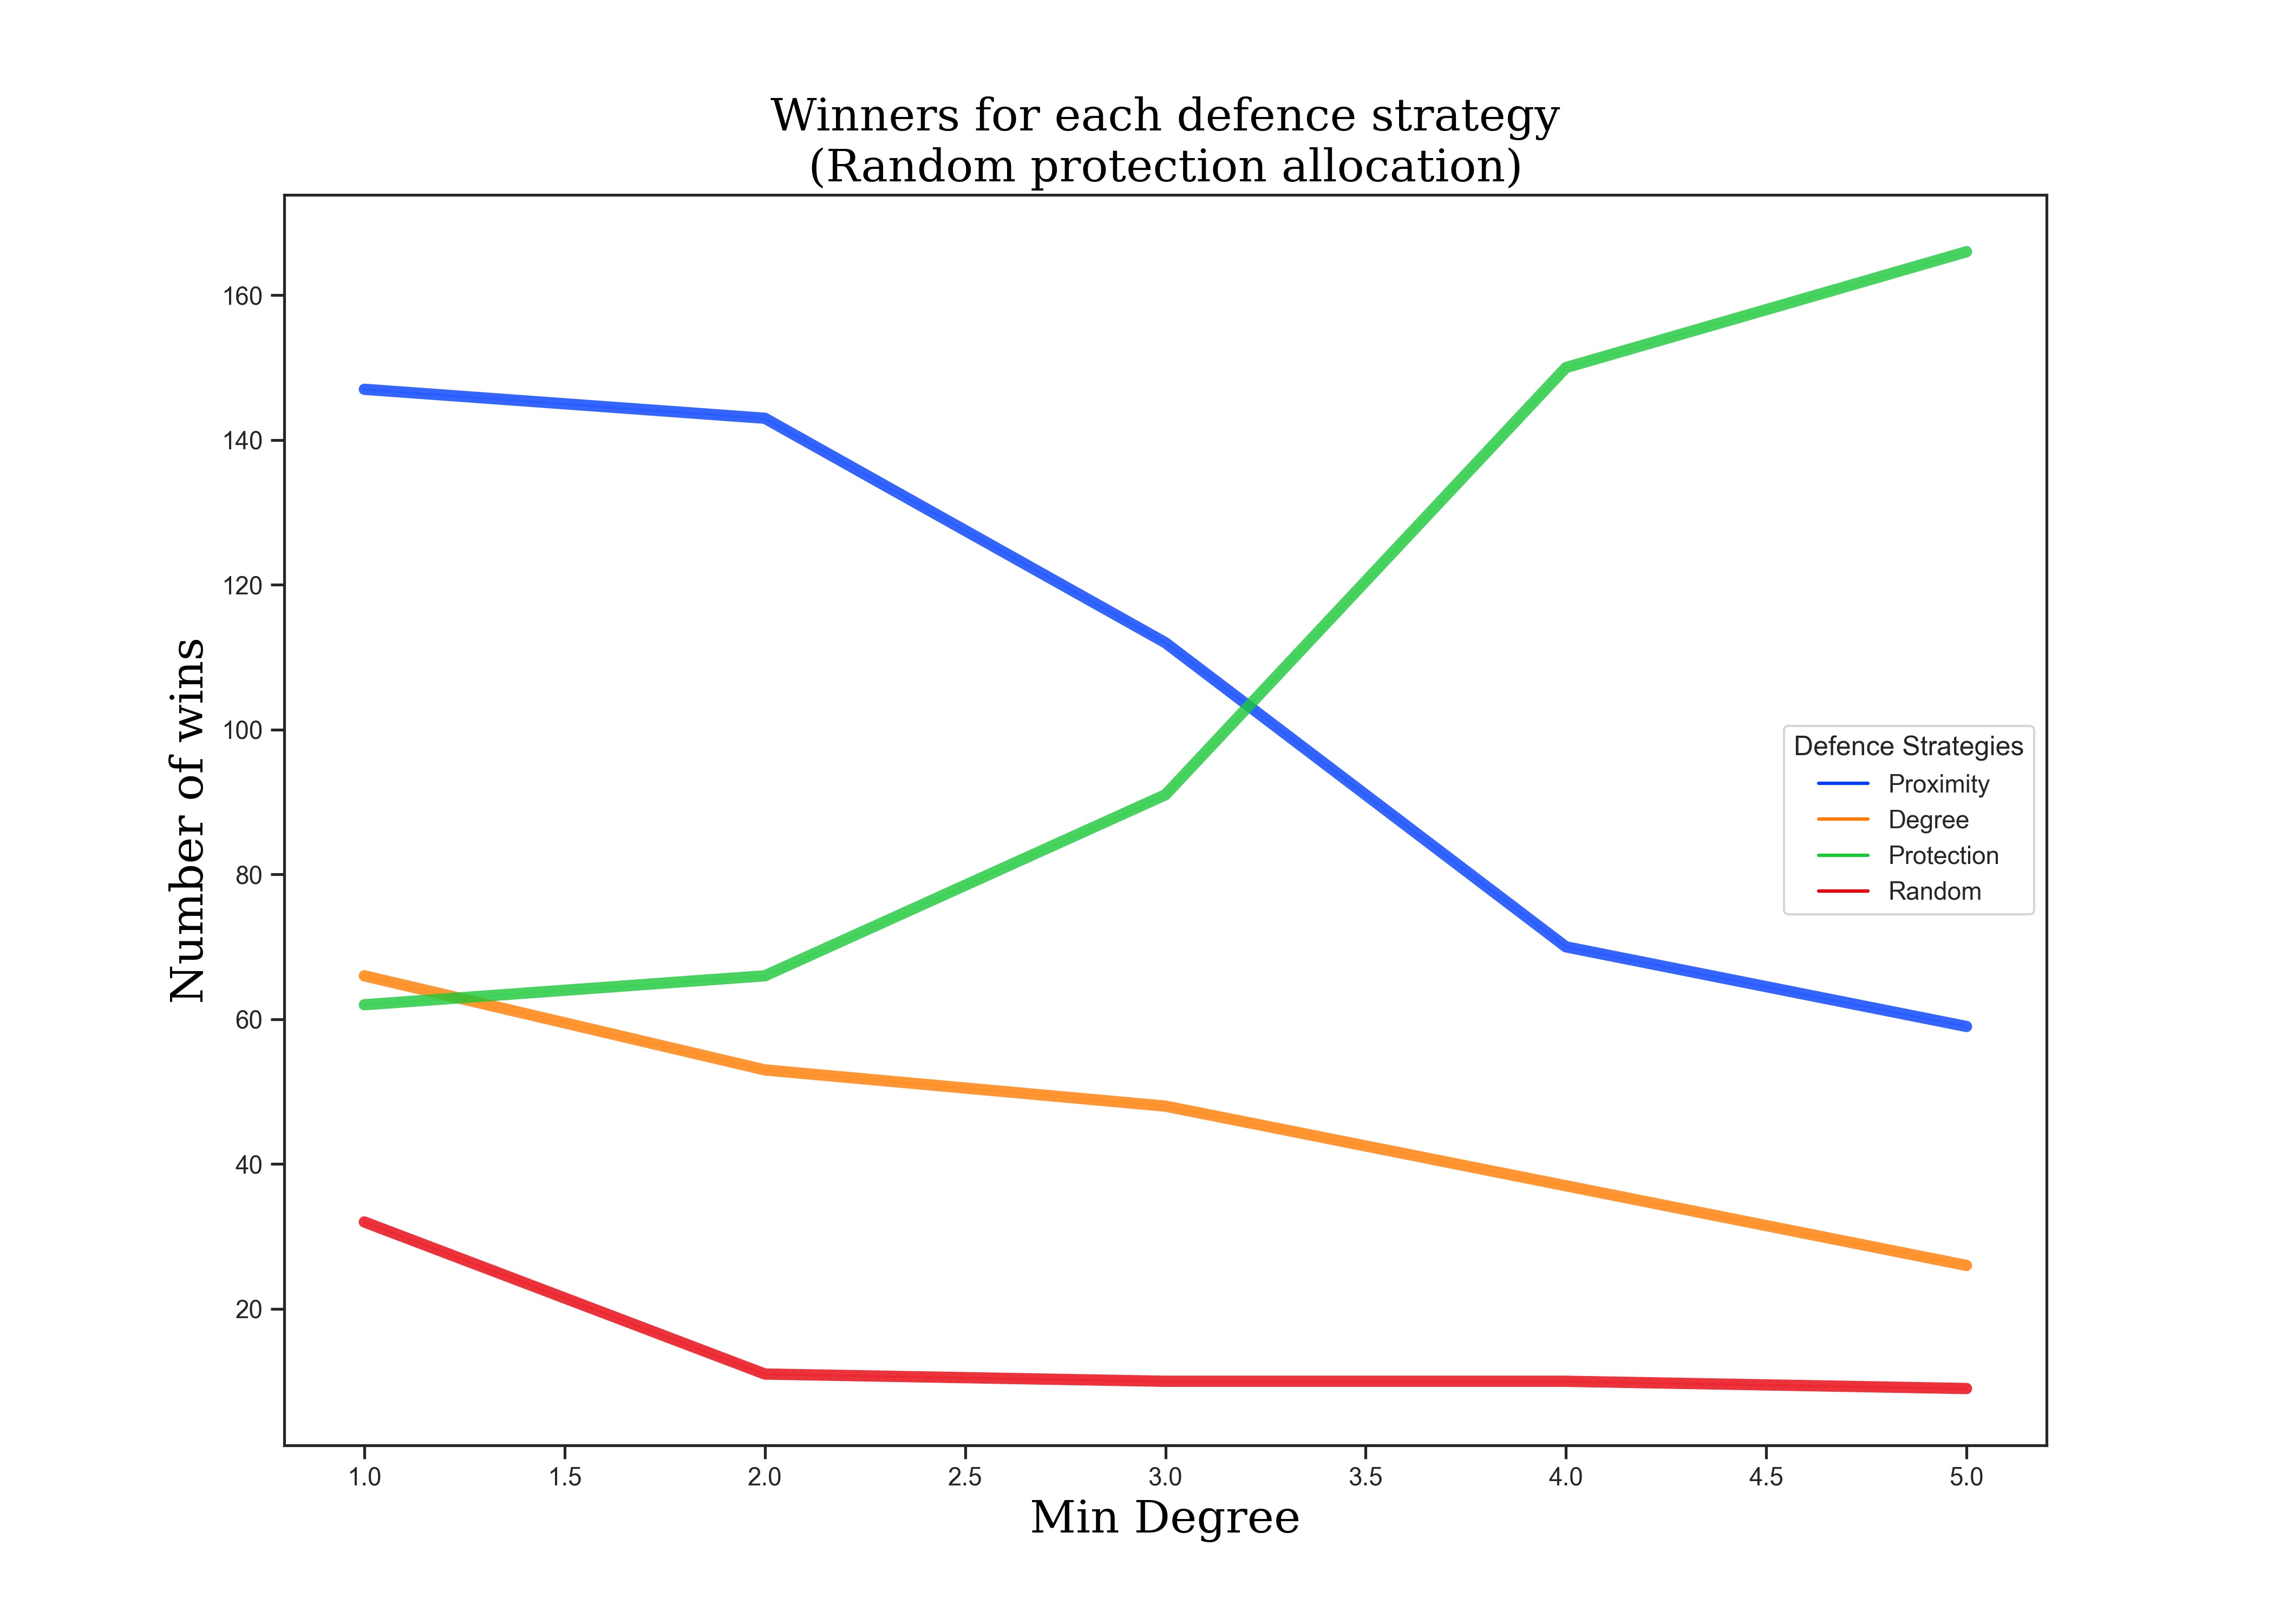 Winners for each defence strategy
(Random protection allocation)
Number of wins
160
140
120
100
80
60
40
20
Defence Strategies
Proximity
Degree
Protection
Random
1.0 1.5 2.0 2.5 3.0 3.5 4.0 4.5 5.0
Min Degree